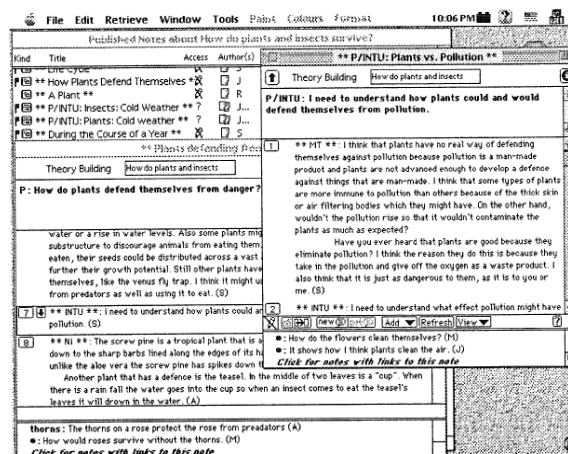 File Edit Retrieve Window Tools Paint Colours Format 10:06 PM
Published Notes about How do plants and insects survive?
Kind Title Access Author(s)
** Life Cycle ** J
** How Plants Defend Themselves * J
** A Plant ** R
** P/INTU: Insects: Cold Weather ** ? J...
** P/INTU: Plants: Cold weather ** ? J...
** During the Course of a Year ** S
** Plants defending
Theory Building How do plants and insects
P: How do plants defend themselves from danger?
water or a rise in water levels. Also some plants mig
substructure to discourage animals from eating them.
eaten, their seeds could be distributed across a vast
further their growth potential. Still other plants have
themselves, like the venus fly trap. I think it might u
from predators as well as using it to eat. (S)
7 ** INTU **: I need to understand how plants could ar
pollution. (S)
8 ** NI **: The screw pine is a tropical plant that is a
down to the sharp barbs lined along the edges of its h
unlike the aloe vera the screw pine has spikes down t
Another plant that has a defence is the teasel. In the middle of two leaves is a "cup". When
there is a rain fall the water goes into the cup so when an insect comes to eat the teasel's
leaves it will drown in the water. (A)
thorns: The thorns on a rose protect the rose from preadators (A)
●: How would roses survive without the thorns. (M)
Click for notes with links to this note
** P/INTU: Plants vs. Pollution **
Theory Building How do plants and insects
P/INTU: I need to understand how plants could and would
defend themselves from pollution.
1 ** MT **: I think that plants have no real way of defending
themselves against pollution because pollution is a man-made
product and plants are not advanced enough to develop a defence
against things that are man-made. I think that some types of plants
are more immune to pollution than others because of the thick skin
or air filtering bodies which they might have. On the other hand,
wouldn't the pollution rise so that it wouldn't contaminate the
plants as much as expected?
Have you ever heard that plants are good because they
eliminate pollution? I think the reason they do this is because they
take in the pollution and give off the oxygen as a waste product. I
also think that it is just as dangerous to them, as it is to you or
me. (S)
2 ** INTU **: I need to understand what effect pollution might have
new Add Refresh View ?
●: How do the flowers clean themselves? (M)
●: It shows how I think plants clean the air. (J)
Click for notes with links to this note